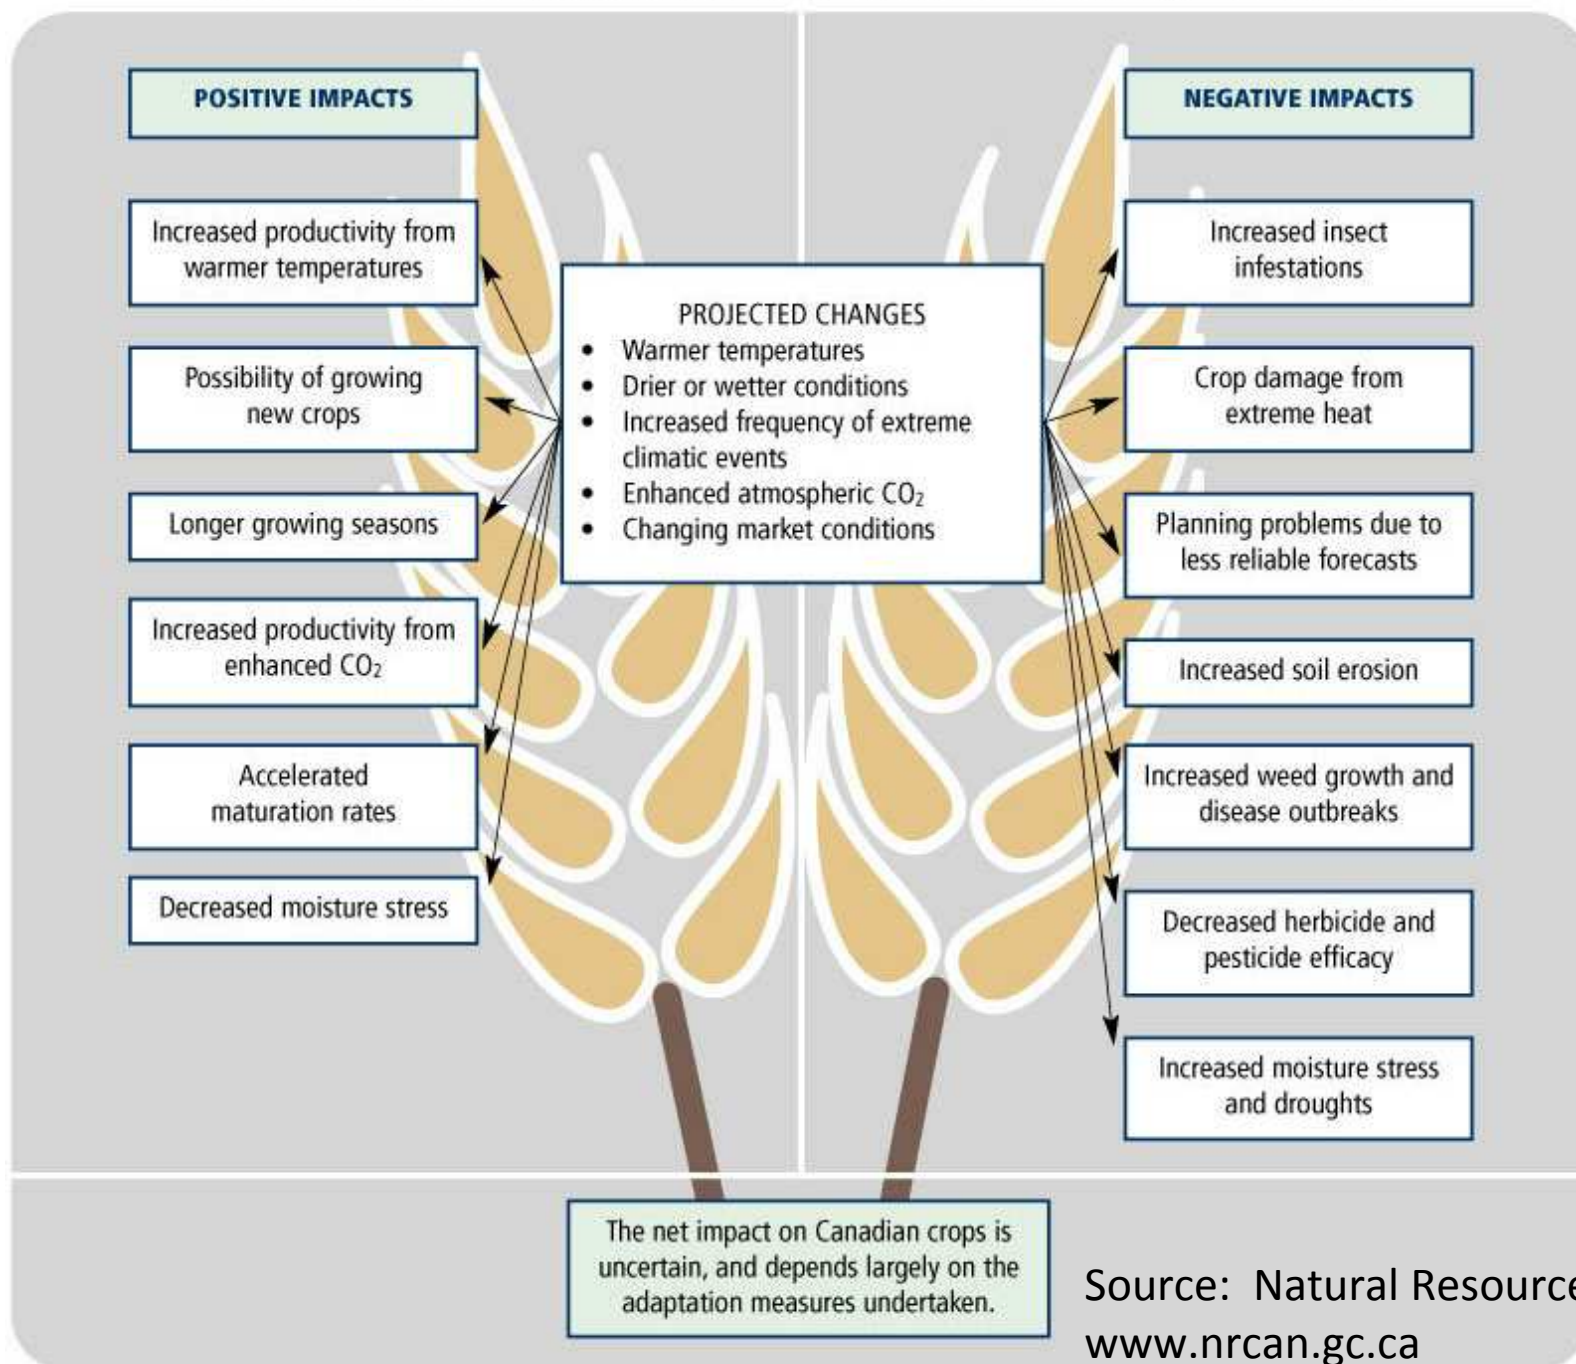 POSITIVE IMPACTS
Increased productivity from
warmer temperatures
Possibility of growing
new crops
Longer growing seasons
Increased productivity from
enhanced CO₂
Accelerated
maturation rates
Decreased moisture stress
PROJECTED CHANGES
• Warmer temperatures
• Drier or wetter conditions
• Increased frequency of extreme
climatic events
• Enhanced atmospheric CO₂
• Changing market conditions
NEGATIVE IMPACTS
Increased insect
infestations
Crop damage from
extreme heat
Planning problems due to
less reliable forecasts
Increased soil erosion
Increased weed growth and
disease outbreaks
Decreased herbicide and
pesticide efficacy
Increased moisture stress
and droughts
The net impact on Canadian crops is
uncertain, and depends largely on the
adaptation measures undertaken.
Source: Natural Resource
www.nrcan.gc.ca